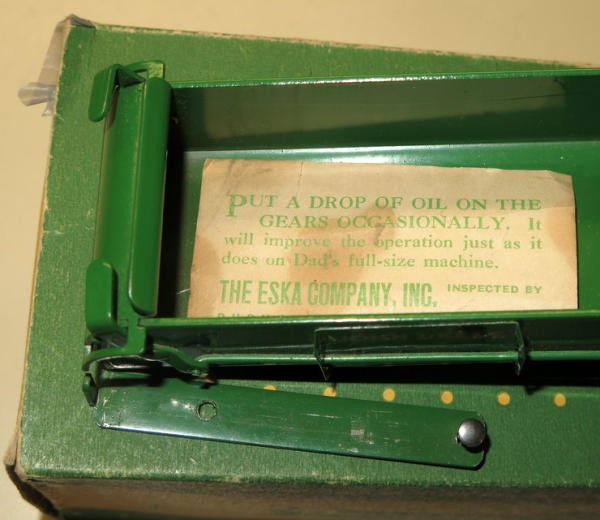 PUT A DROP OF OIL ON THE
GEARS OCCASIONALLY. It
will improve the operation just as it
does on Dad's full-size machine.
THE ESKA COMPANY, INC. INSPECTED BY